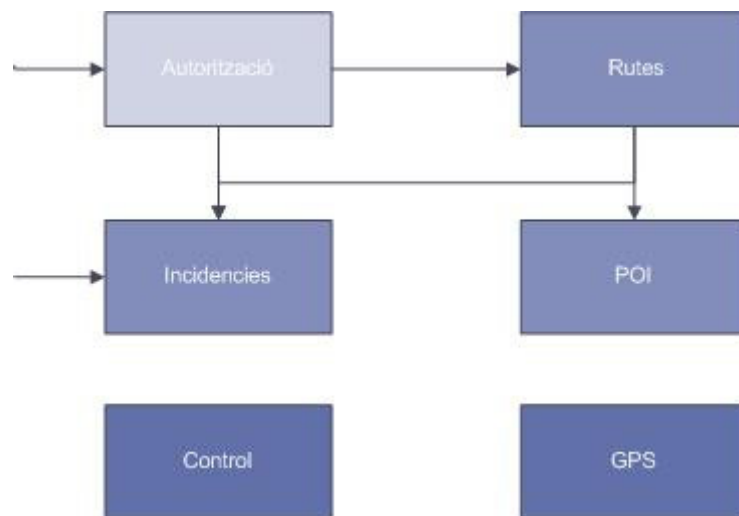 Autorització
Rutes
Incidencies
POI
Control
GPS